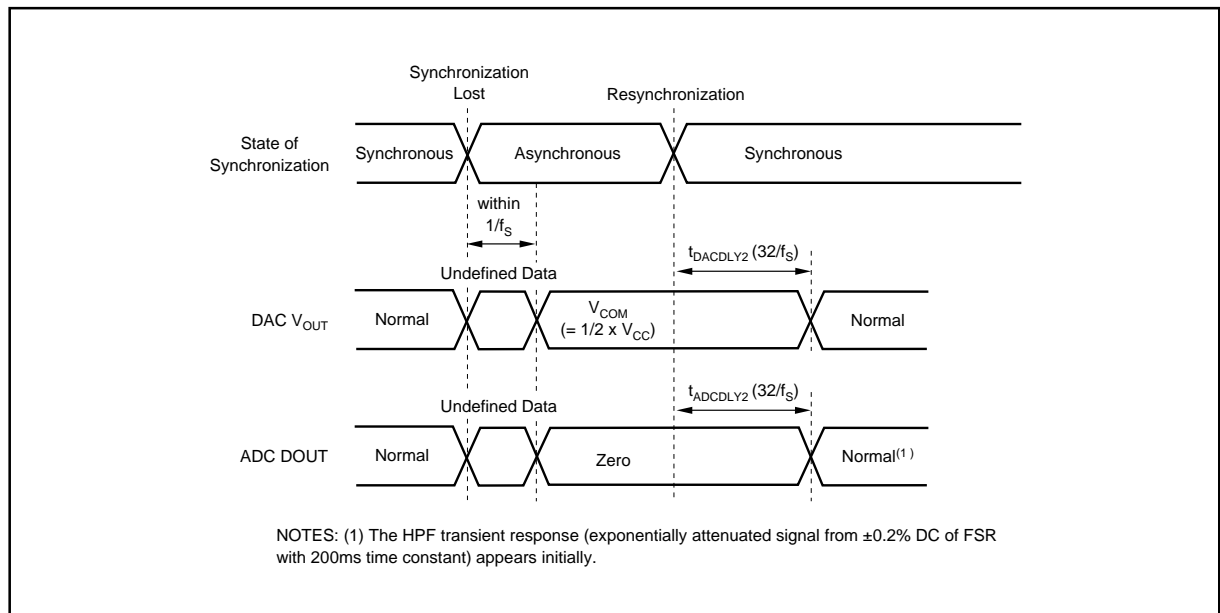 Synchronization
Lost
Resynchronization
State of
Synchronization
Synchronous
Asynchronous
Synchronous
within
1/fS
tDACDLY2 (32/fS)
Undefined Data
DAC VOUT
Normal
VCOM
(= 1/2 x VCC)
Normal
tADCDLY2 (32/fS)
Undefined Data
ADC DOUT
Normal
Zero
Normal(1 )
NOTES: (1) The HPF transient response (exponentially attenuated signal from ±0.2% DC of FSR
with 200ms time constant) appears initially.